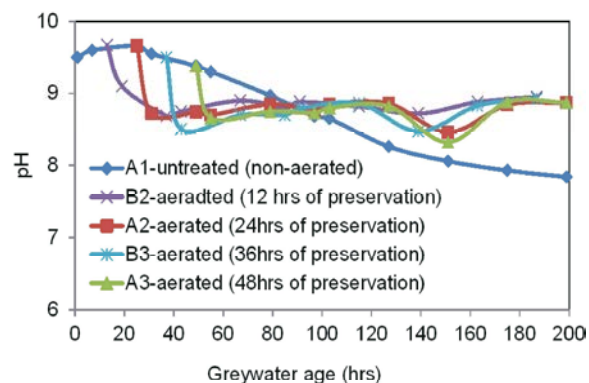 10
9
8
7
6
pH
A1-untreated (non-aerated)
B2-aeradted (12 hrs of preservation)
A2-aerated (24hrs of preservation)
B3-aerated (36hrs of preservation)
A3-aerated (48hrs of preservation)
0 20 40 60 80 100 120 140 160 180 200
Greywater age (hrs)